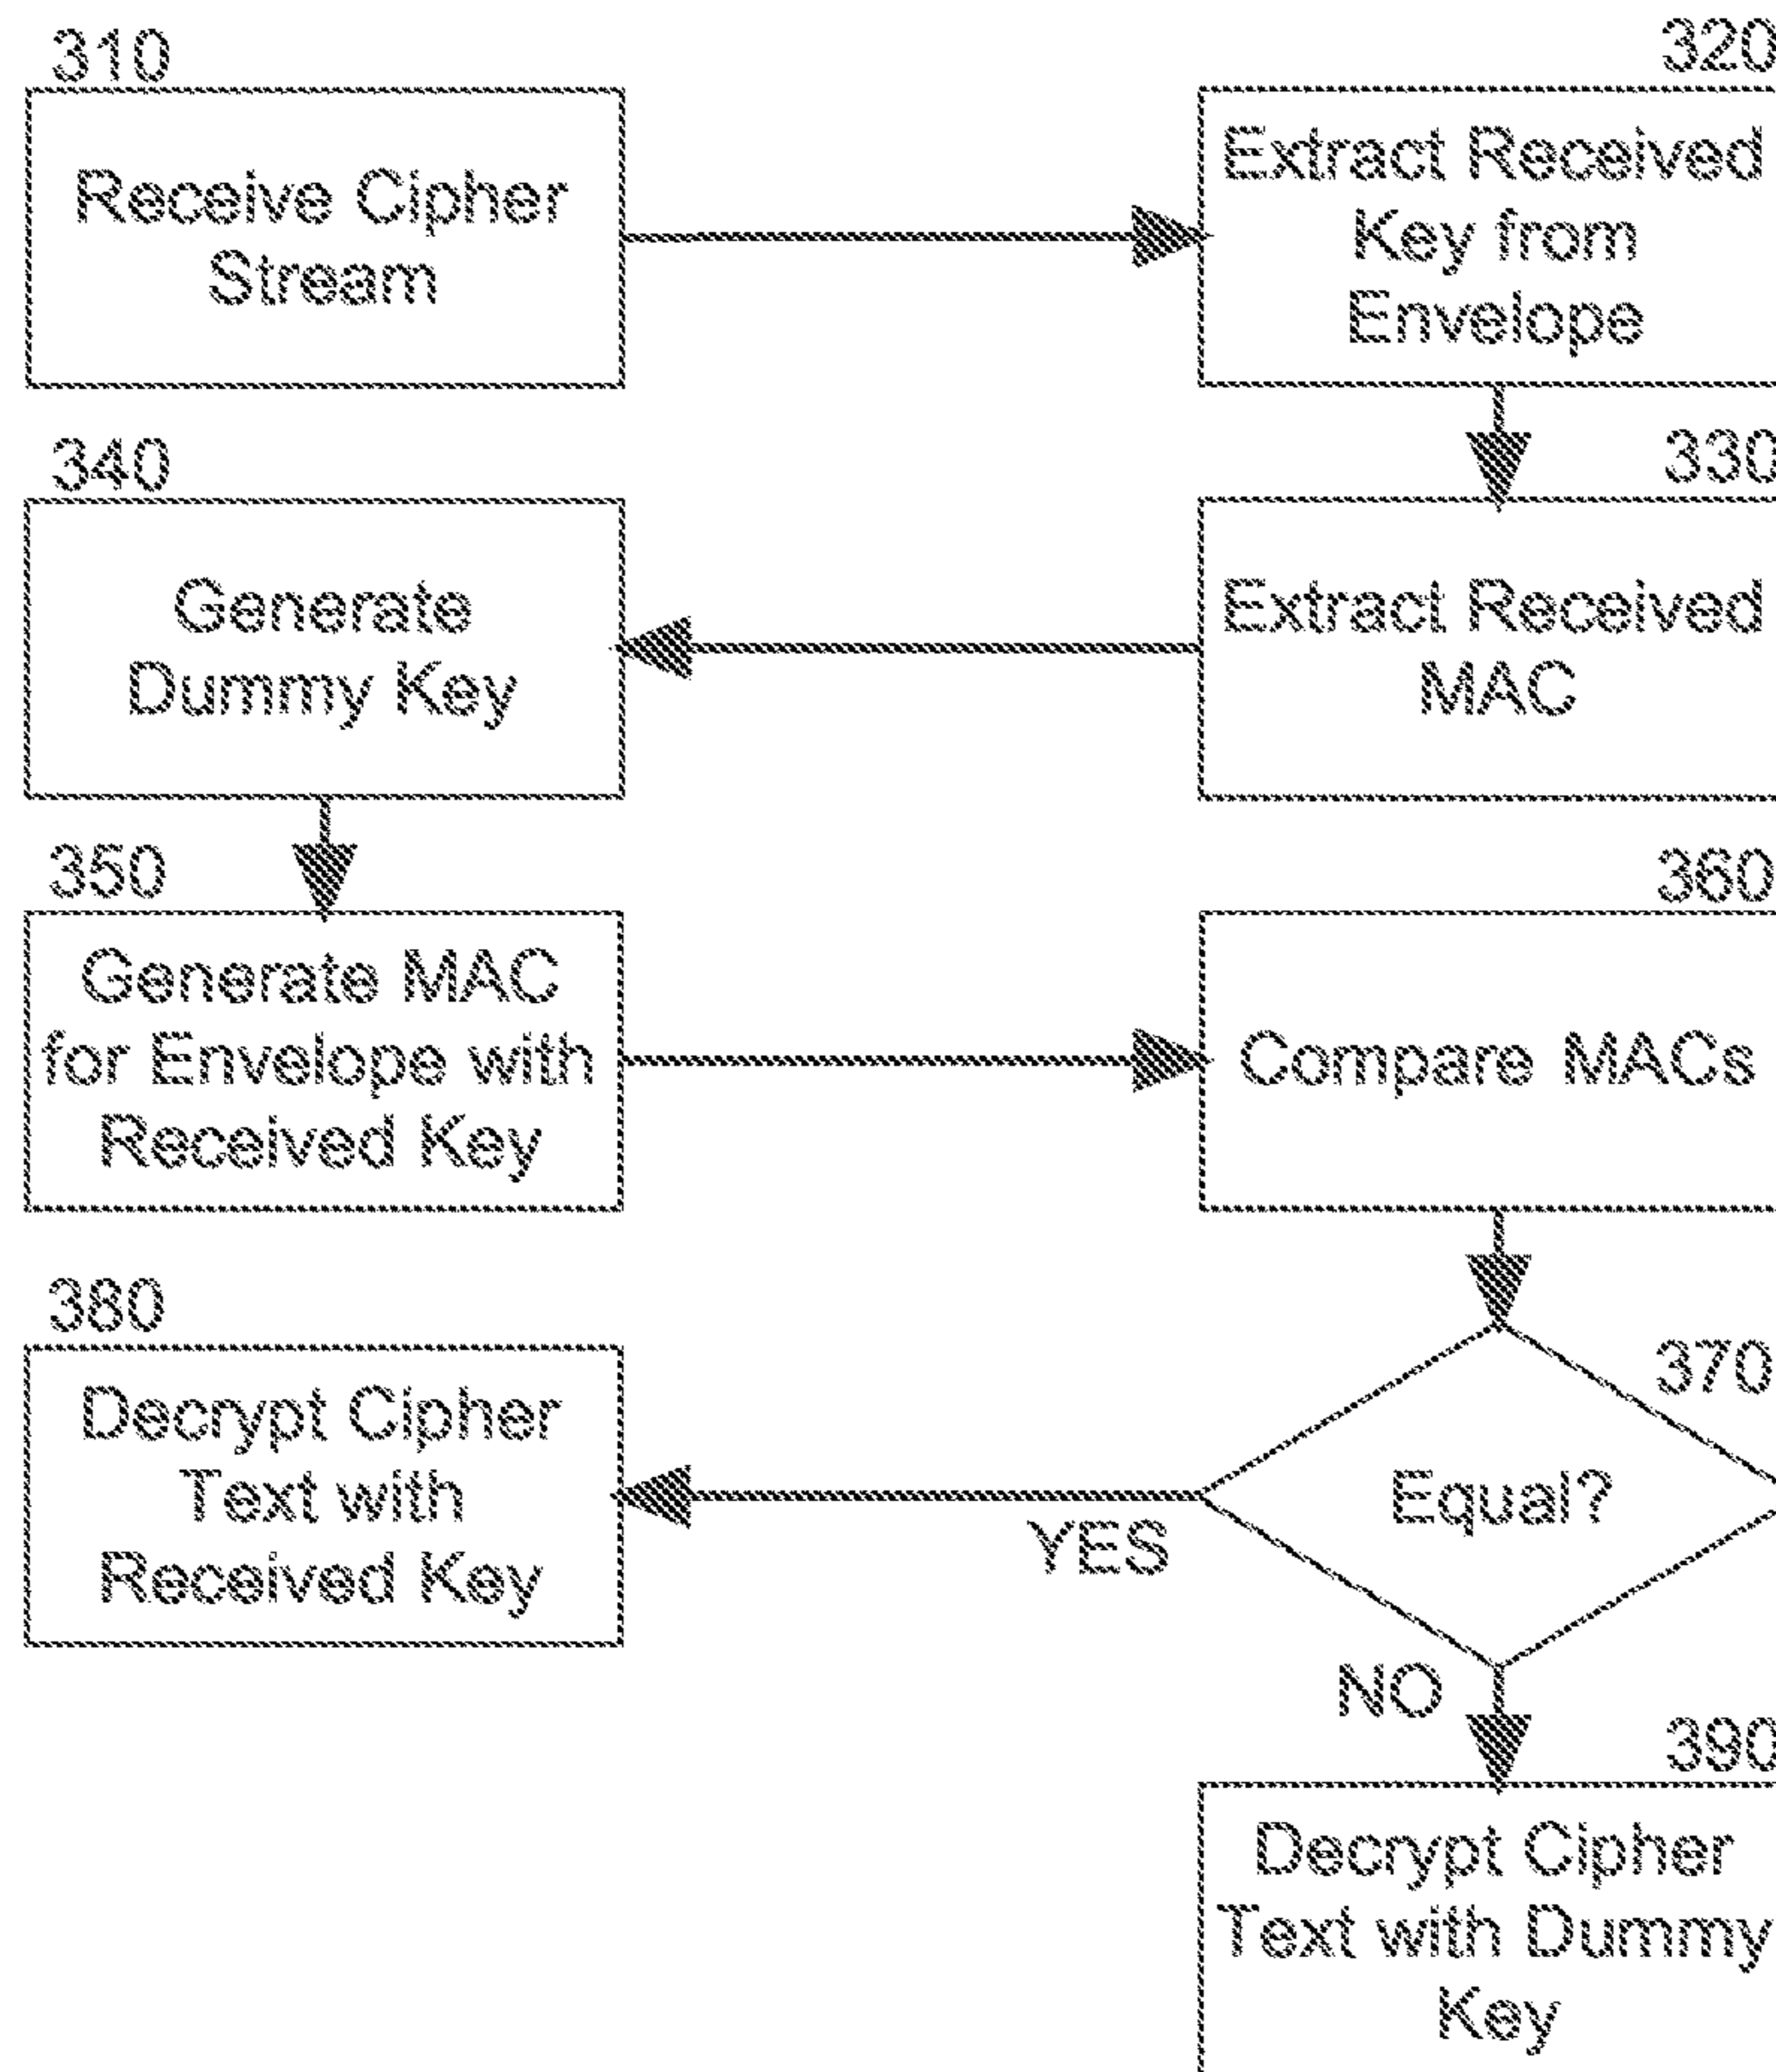 310
Receive Cipher
Stream
320
Extract Received
Key from
Envelope
330
Extract Received
MAC
340
Generate
Dummy Key
350
Generate MAC
for Envelope with
Received Key
360
Compare MACs
370
Equal?
YES
380
Decrypt Cipher
Text with
Received Key
NO
390
Decrypt Cipher
Text with Dummy
Key